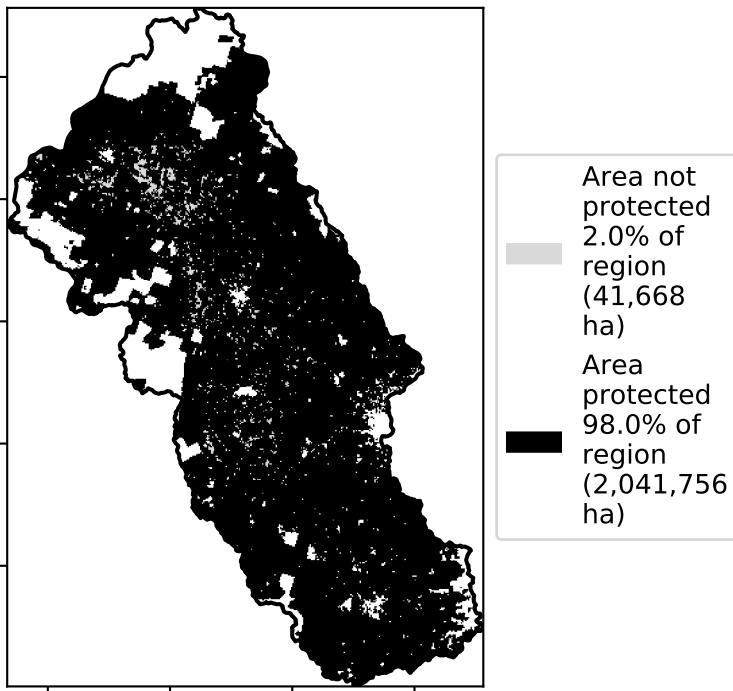 Area not
protected
2.0% of
region
(41,668
ha)
Area
protected
98.0% of
region
(2,041,756
ha)